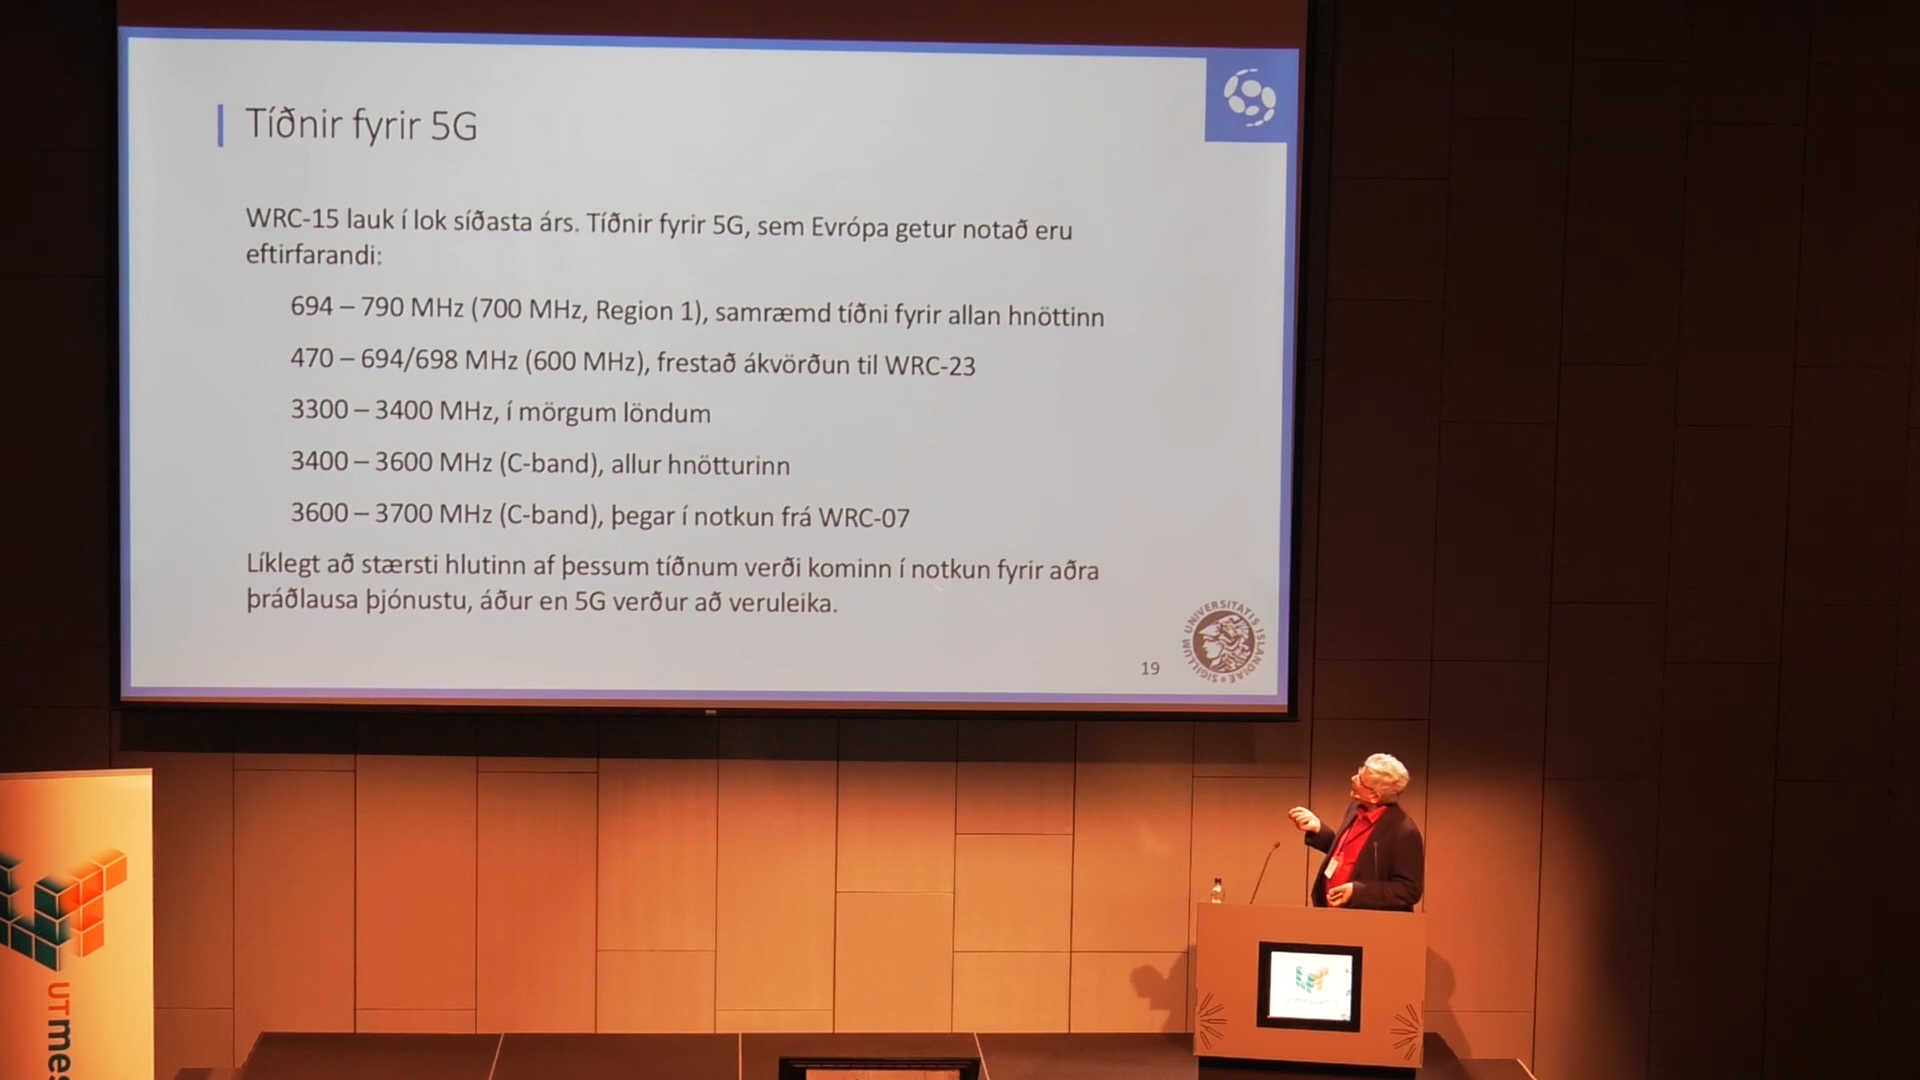 Tíðnir fyrir 5G
WRC-15 lauk í lok síðasta árs. Tíðnir fyrir 5G, sem Evrópa getur notað eru
eftirfarandi:
694 – 790 MHz (700 MHz, Region 1), samræmd tíðni fyrir allan hnöttinn
470 – 694/698 MHz (600 MHz), frestað ákvörðun til WRC-23
3300 – 3400 MHz, í mörgum löndum
3400 – 3600 MHz (C-band), allur hnötturinn
3600 – 3700 MHz (C-band), þegar í notkun frá WRC-07
Líklegt að stærsti hlutinn af þessum tíðnum verði kominn í notkun fyrir aðra
þráðlausa þjónustu, áður en 5G verður að veruleika.
SIGILLUM UNIVERSITATIS ISLANDIAE
19
UTmes